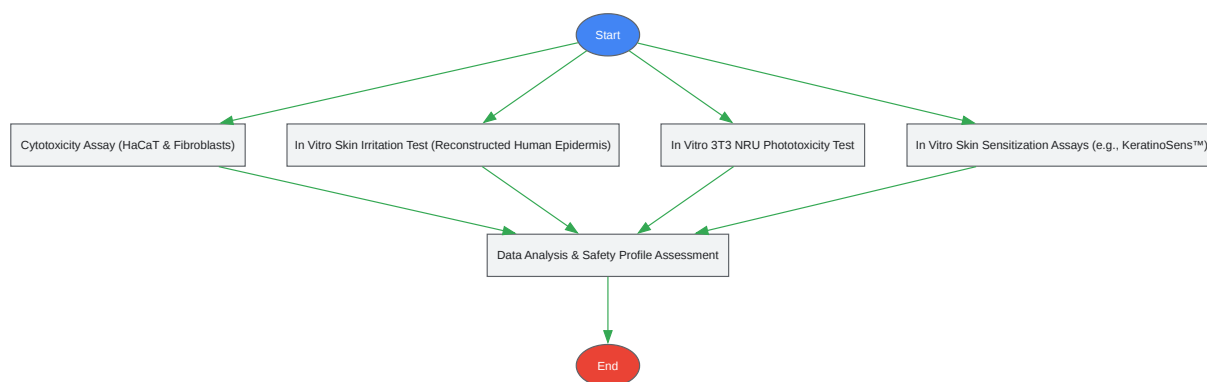 Start
Cytotoxicity Assay (HaCaT & Fibroblasts)
In Vitro Skin Irritation Test (Reconstructed Human Epidermis)
In Vitro 3T3 NRU Phototoxicity Test
In Vitro Skin Sensitization Assays (e.g., KeratinoSens™)
Data Analysis & Safety Profile Assessment
End